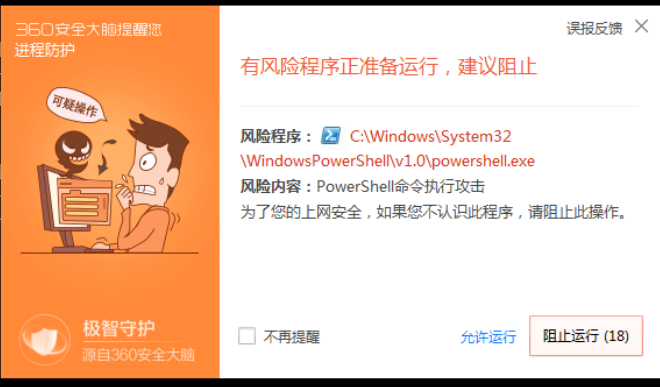 360安全大脑提醒您
进程防护
误报反馈
有风险程序正准备运行，建议阻止
可疑操作
风险程序： C:\Windows\System32
\WindowsPowerShell\v1.0\powershell.exe
风险内容：PowerShell命令执行攻击
为了您的上网安全，如果您不认识此程序，请阻止此操作。
极智守护
源自360安全大脑
不再提醒
允许运行
阻止运行 (18)